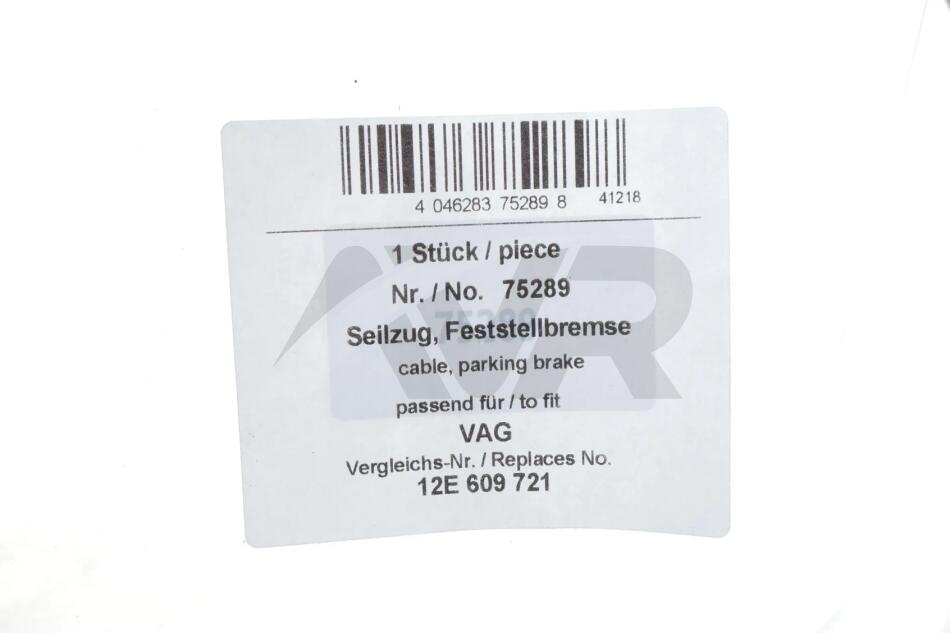 4 046283 75289 8 41218
1 Stück / piece
Nr. / No. 75289
Seilzug, Feststellbremse
cable, parking brake
passend für / to fit
VAG
Vergleichs-Nr. / Replaces No.
12E 609 721